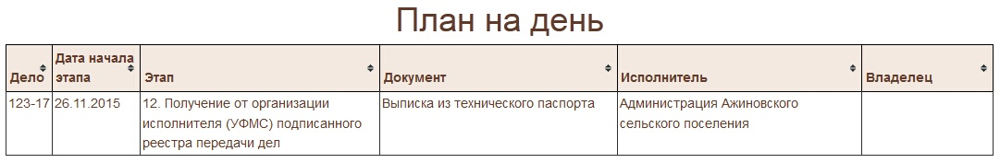 План на день
Дело Дата начала этапа Этап Документ Исполнитель Владелец
123-17 26.11.2015 12. Получение от организации Выписка из технического паспорта Администрация Ажиновского
исполнителя (УФМС) подписанного сельского поселения
реестра передачи дел